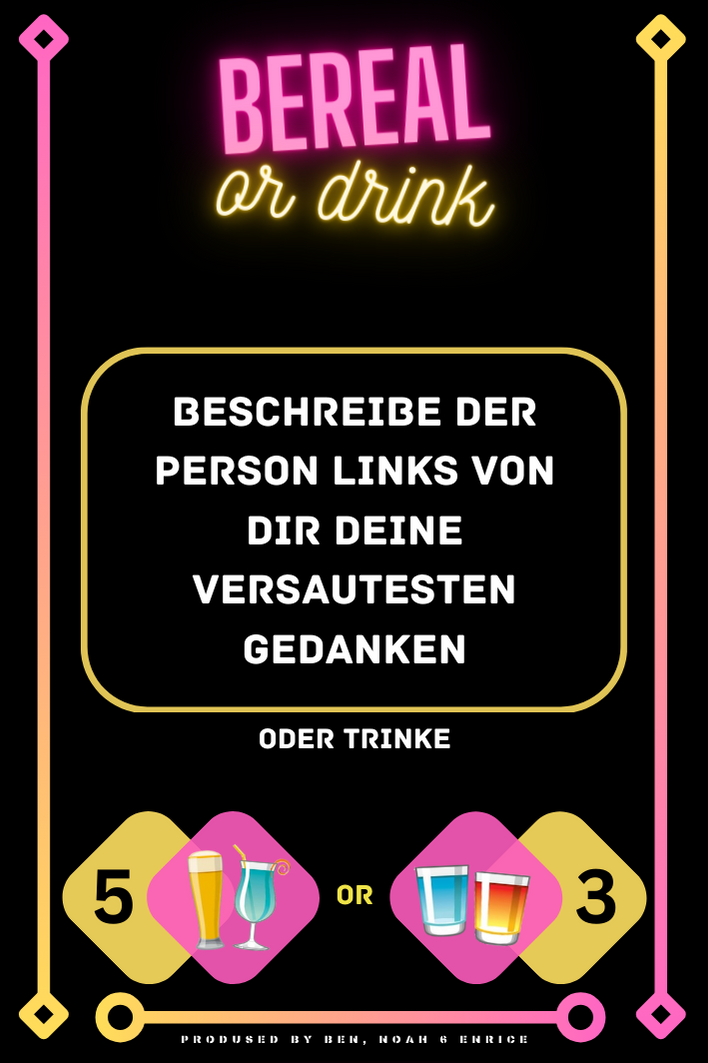 BEREAL
or drink
BESCHREIBE DER
PERSON LINKS VON
DIR DEINE
VERSAUTESTEN
GEDANKEN
ODER TRINKE
5 OR 3
PRODUSED BY BEN, NOAH & ENRICE